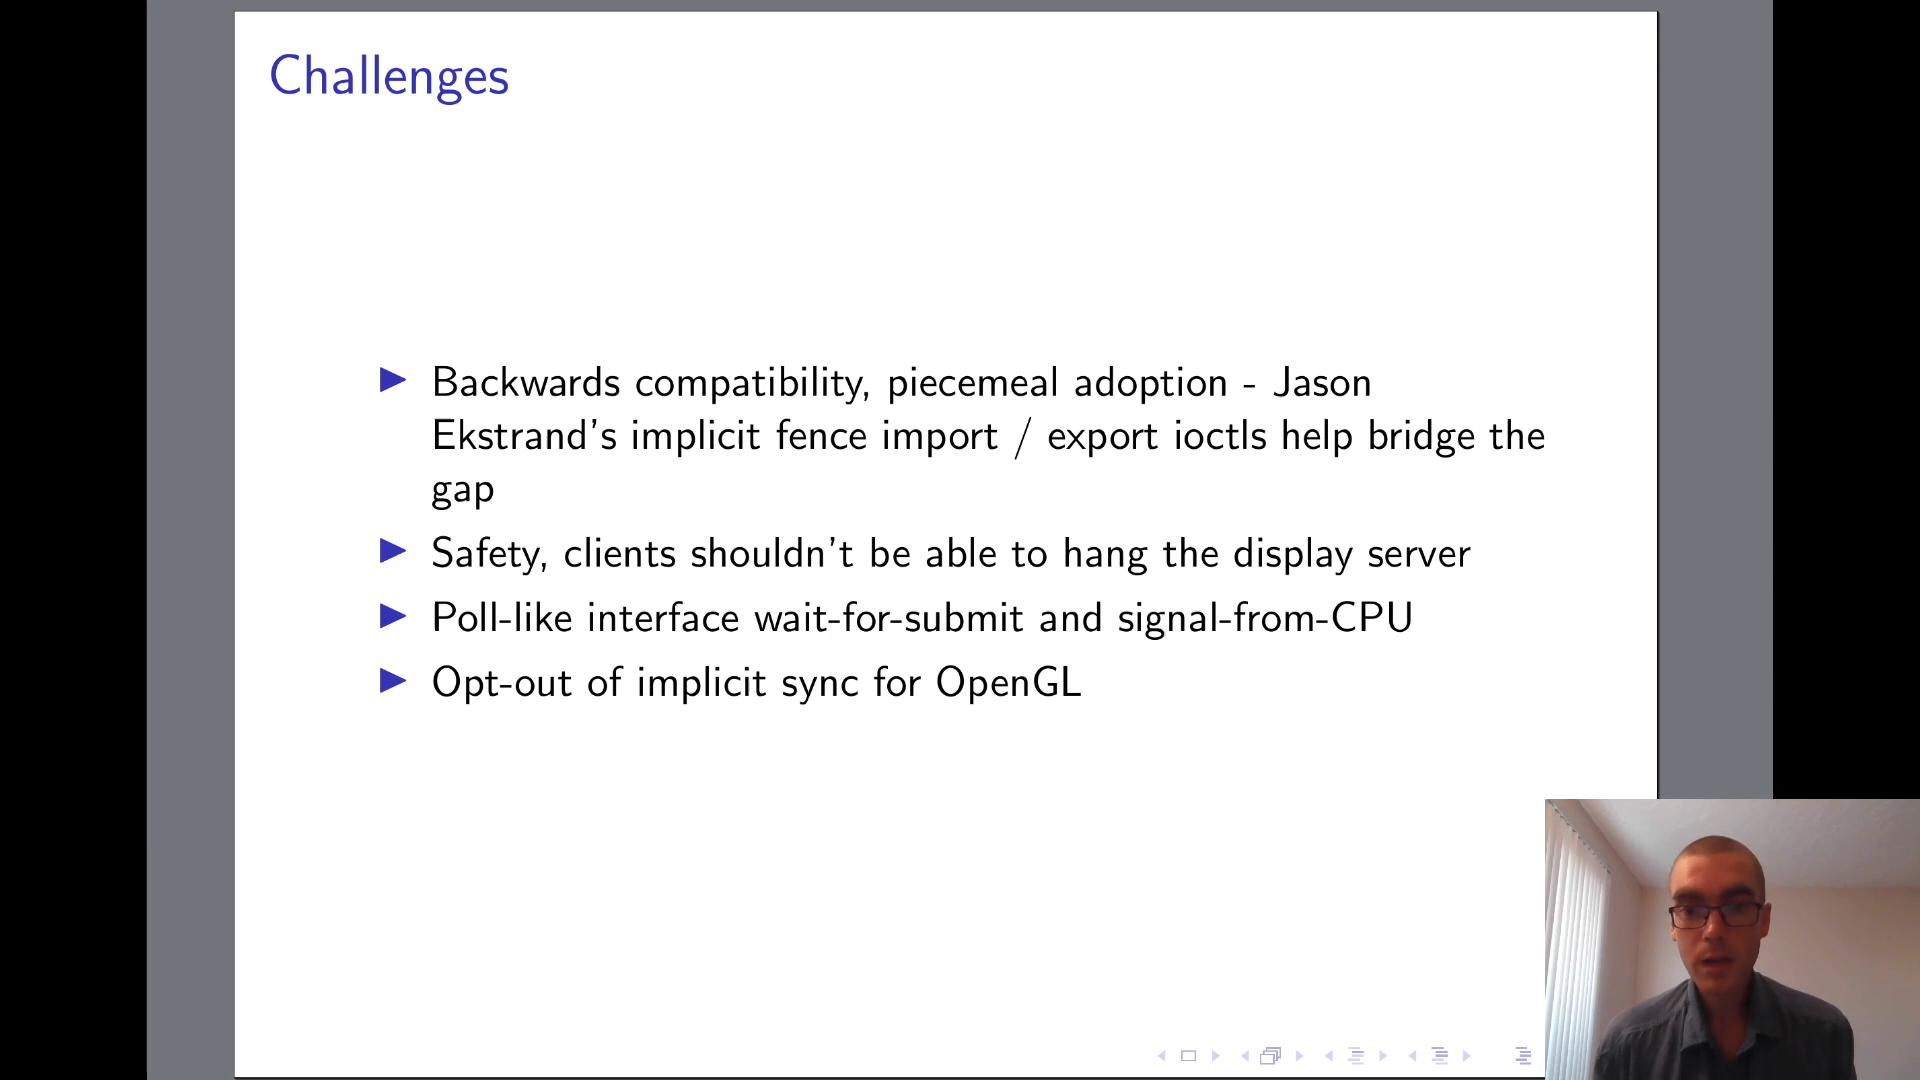 Challenges
Backwards compatibility, piecemeal adoption - Jason
Ekstrand's implicit fence import / export ioctls help bridge the
gap
Safety, clients shouldn't be able to hang the display server
Poll-like interface wait-for-submit and signal-from-CPU
Opt-out of implicit sync for OpenGL